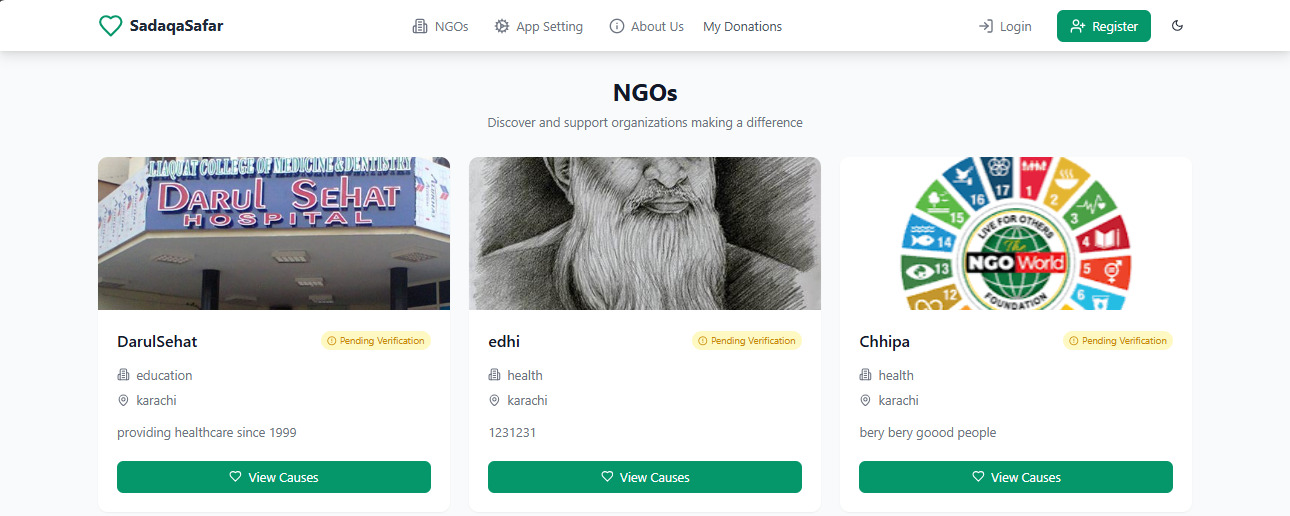 SadaqaSafar
NGOs
App Setting
About Us
My Donations
Login
Register
NGOs
Discover and support organizations making a difference
LIAQUAT COLLEGE OF MEDICINE & DENTISTRY
DARUL SEHAT
HOSPITAL
17
1
16
2
15
3
LIVE FOR OTHERS
14
The
4
NGO World
13
5
FOUNDATION
12
6
DarulSehat
Pending Verification
education
karachi
providing healthcare since 1999
View Causes
edhi
Pending Verification
health
karachi
1231231
View Causes
Chhipa
Pending Verification
health
karachi
bery bery goood people
View Causes